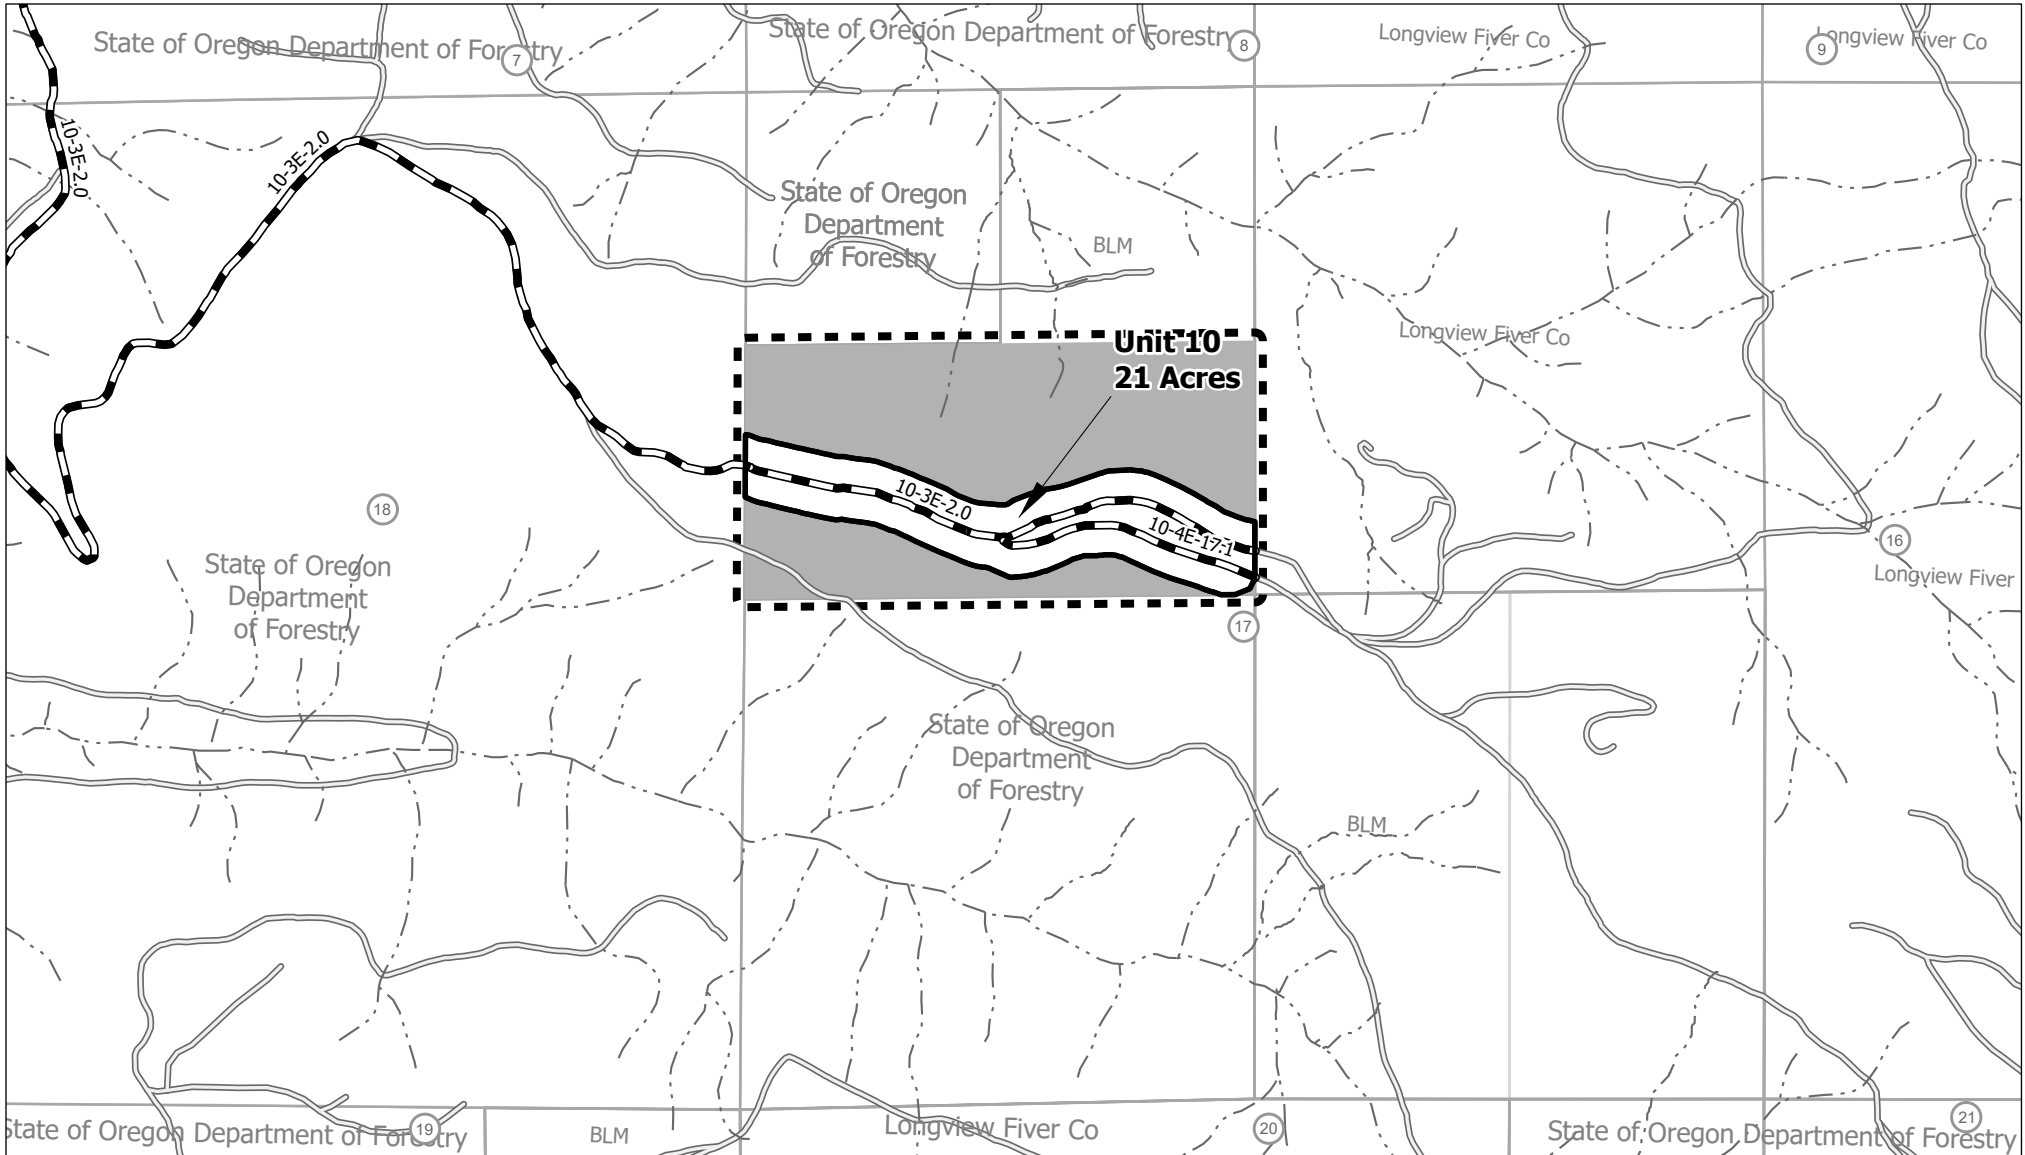 State of Oregon Department of Forestry
7
State of Oregon Department of Forestry
8
Longview Fiver Co
9
Longview Fiver Co
10-3E-2.0
10-3E-2.0
State of Oregon
Department
of Forestry
BLM
Longview Fiver Co
Unit 10
21 Acres
10-3E-2.0
10-4E-17.1
18
State of Oregon
Department
of Forestry
16
Longview Fiver
17
State of Oregon
Department
of Forestry
BLM
State of Oregon Department of Forestry
19
BLM
Longview Fiver Co
20
State of Oregon Department of Forestry
21